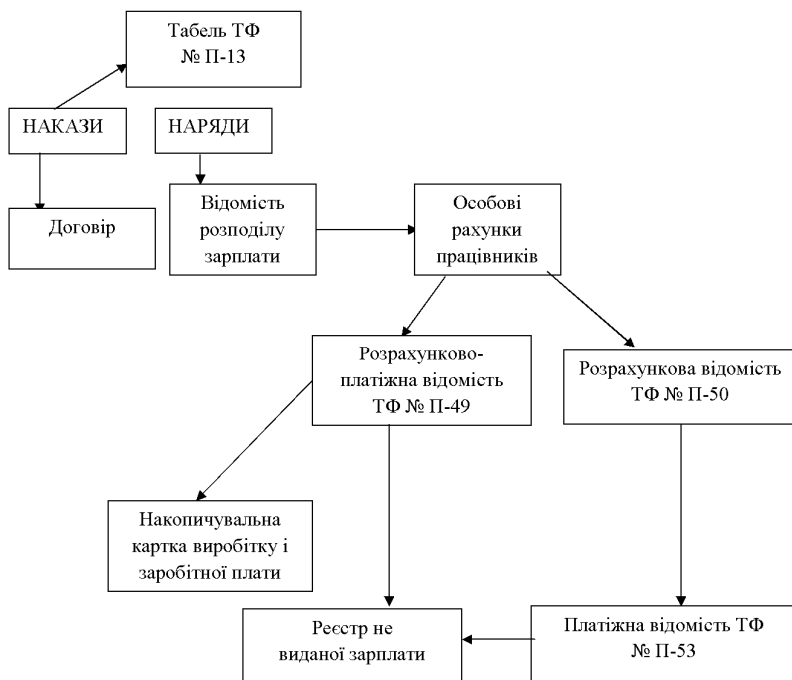 Табель ТФ
№ П-13
НАКАЗИ
НАРЯДИ
Договір
Відомість
розподілу
зарплати
Особові
рахунки
працівників
Розрахунково-
платіжна відомість
ТФ № П-49
Розрахункова відомість
ТФ № П-50
Накопичувальна
картка виробітку і
заробітної плати
Реєстр не
виданої зарплати
Платіжна відомість ТФ
№ П-53